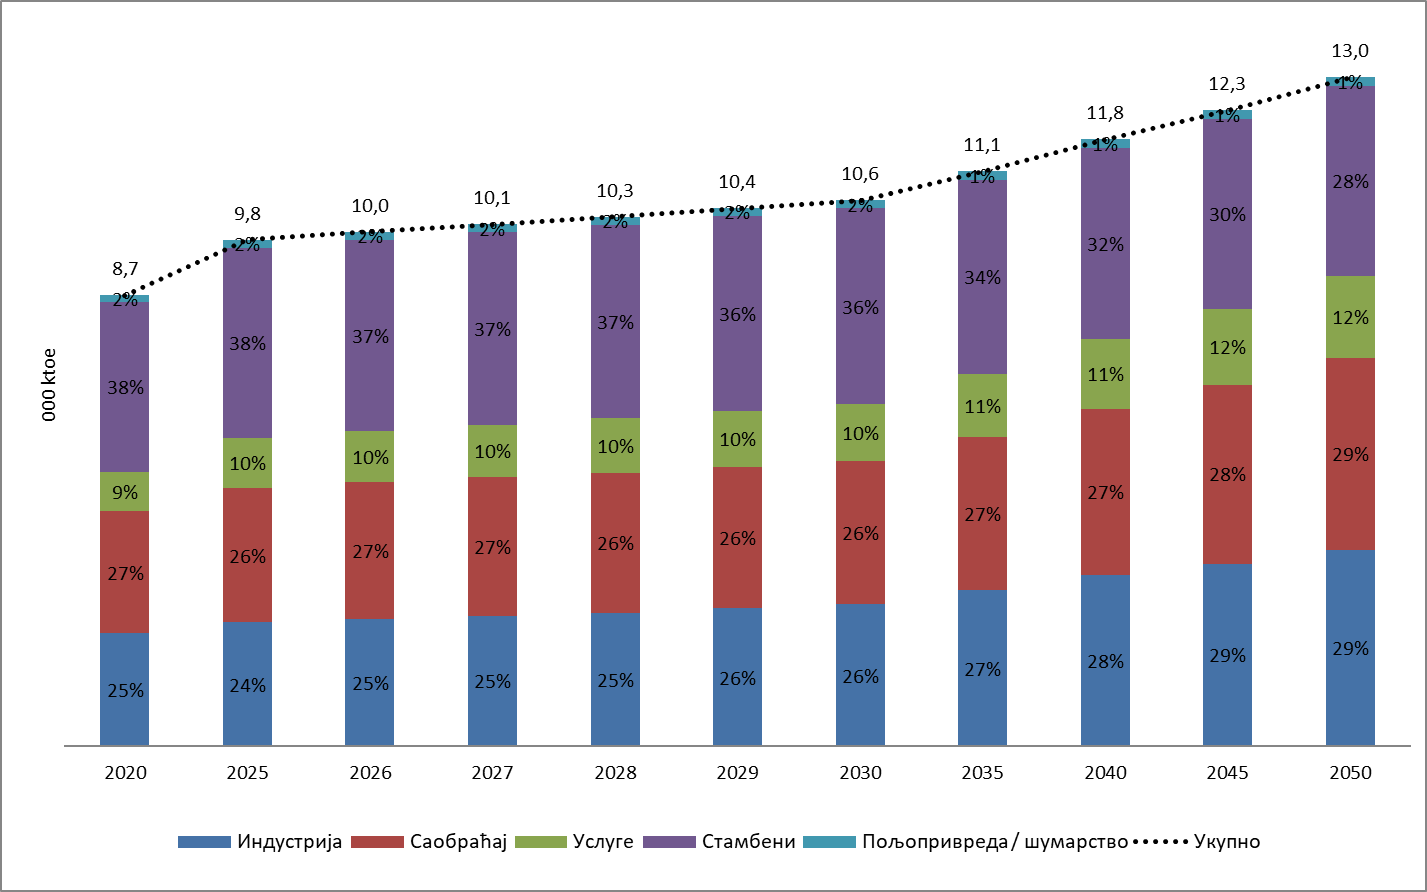 13,0
12,3
11,8
11,1
10,6
10,4
10,3
10,1
10,0
9,8
8,7
2% 2% 2% 2% 2% 2% 2% 1% 1% 1% 1%
38% 38% 37% 37% 37% 36% 36% 34% 32% 30% 28%
9% 10% 10% 10% 10% 10% 10% 11% 11% 12% 12%
27% 26% 27% 27% 26% 26% 26% 27% 27% 28% 29%
25% 24% 25% 25% 25% 26% 26% 27% 28% 29% 29%
000 ktoe
2020 2025 2026 2027 2028 2029 2030 2035 2040 2045 2050
Индустрија Саобраћај Услуге Стамбени Пољопривреда / шумарство Укупно